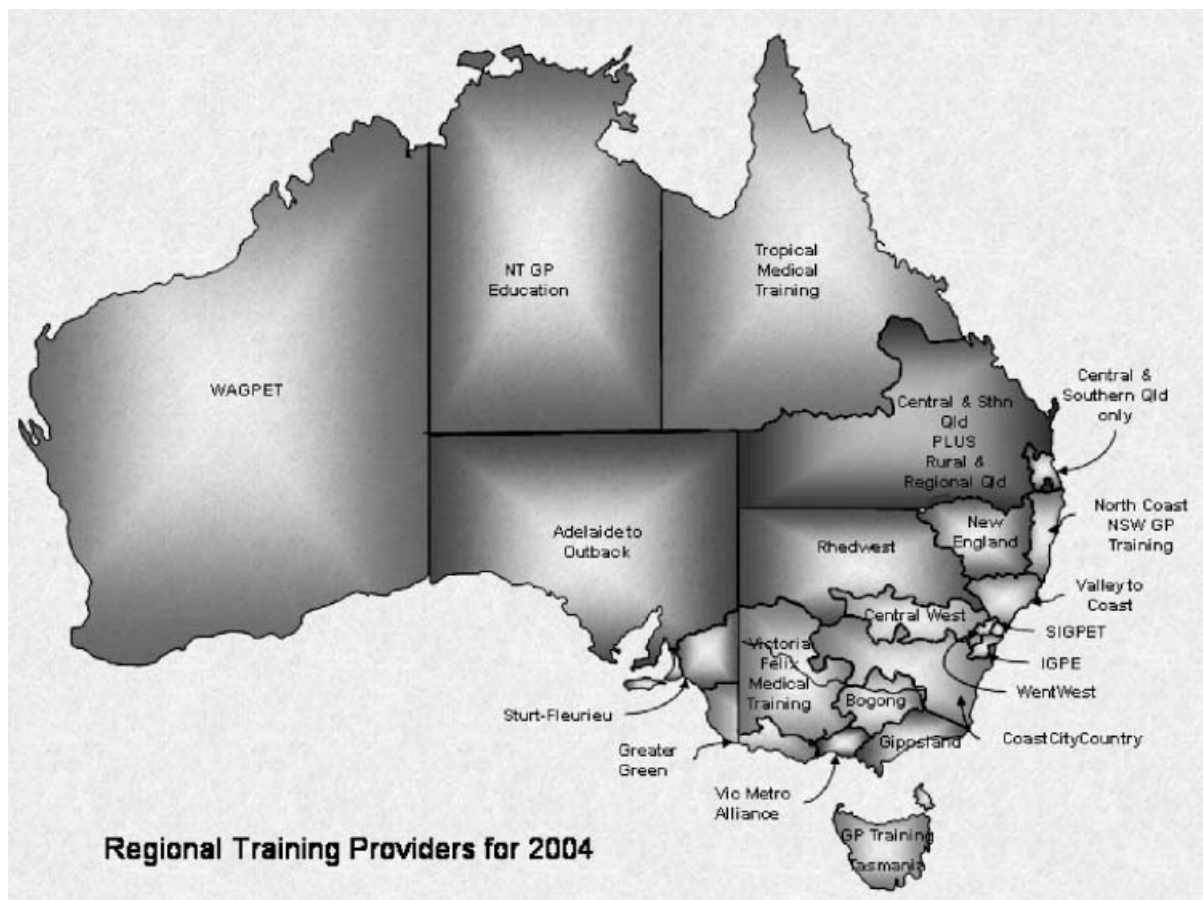 Tropical
Medical
Training
NT GP
Education
WAGPET
Central &
Southern Qld
only
Central & Sthn
Qld
PLUS
Rural &
Regional Qld
North Coast
NSW GP
Training
New
England
Adelaide to
Outback
Rhedwest
Valley to
Coast
Central West
SIGPET
IGPE
WentWest
Victoria
Felix
Medical
Training
Bogong
Sturt-Fleurieu
CoastCityCountry
Gippsland
Greater
Green
Vic Metro
Alliance
GP Training
Tasmania
Regional Training Providers for 2004